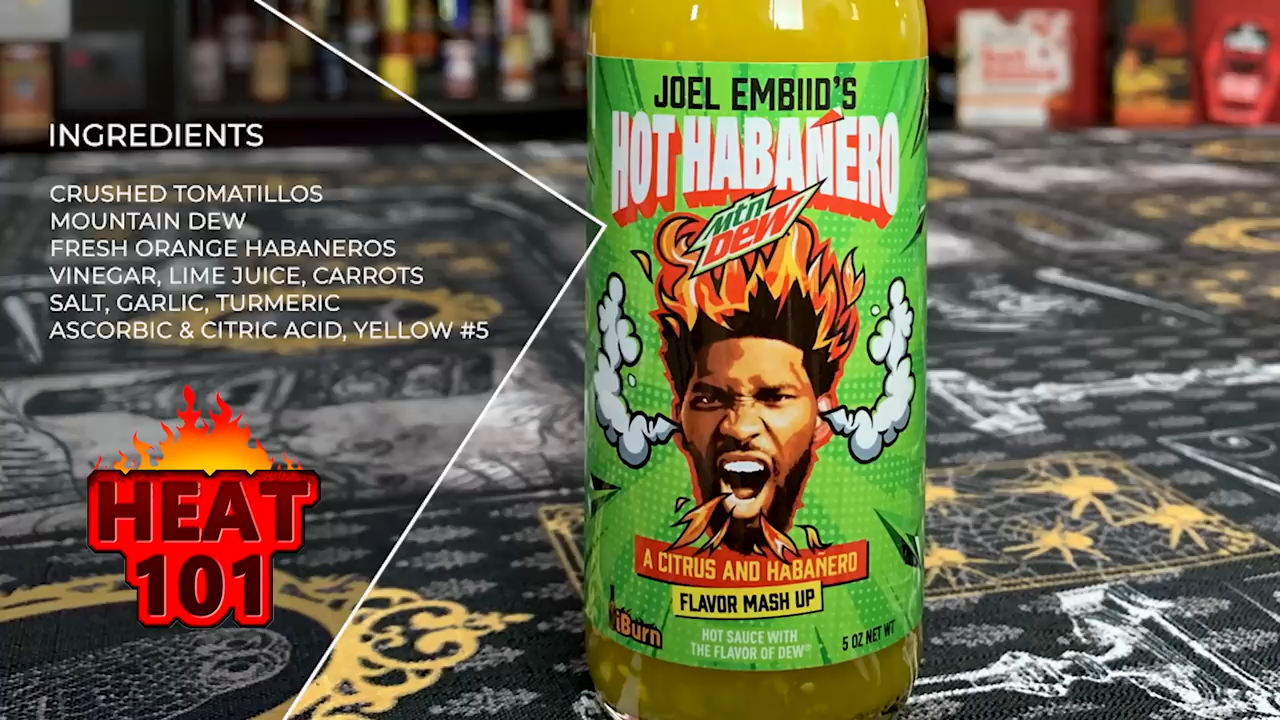 INGREDIENTS
CRUSHED TOMATILLOS
MOUNTAIN DEW
FRESH ORANGE HABANEROS
VINEGAR, LIME JUICE, CARROTS
SALT, GARLIC, TURMERIC
ASCORBIC & CITRIC ACID, YELLOW #5
HEAT
101
JOEL EMBIID'S
HOT HABAÑERO
Mtn
DEW
A CITRUS AND HABAÑERO
FLAVOR MASH UP
iBurn
HOT SAUCE WITH
THE FLAVOR OF DEW®
5 OZ NET WT